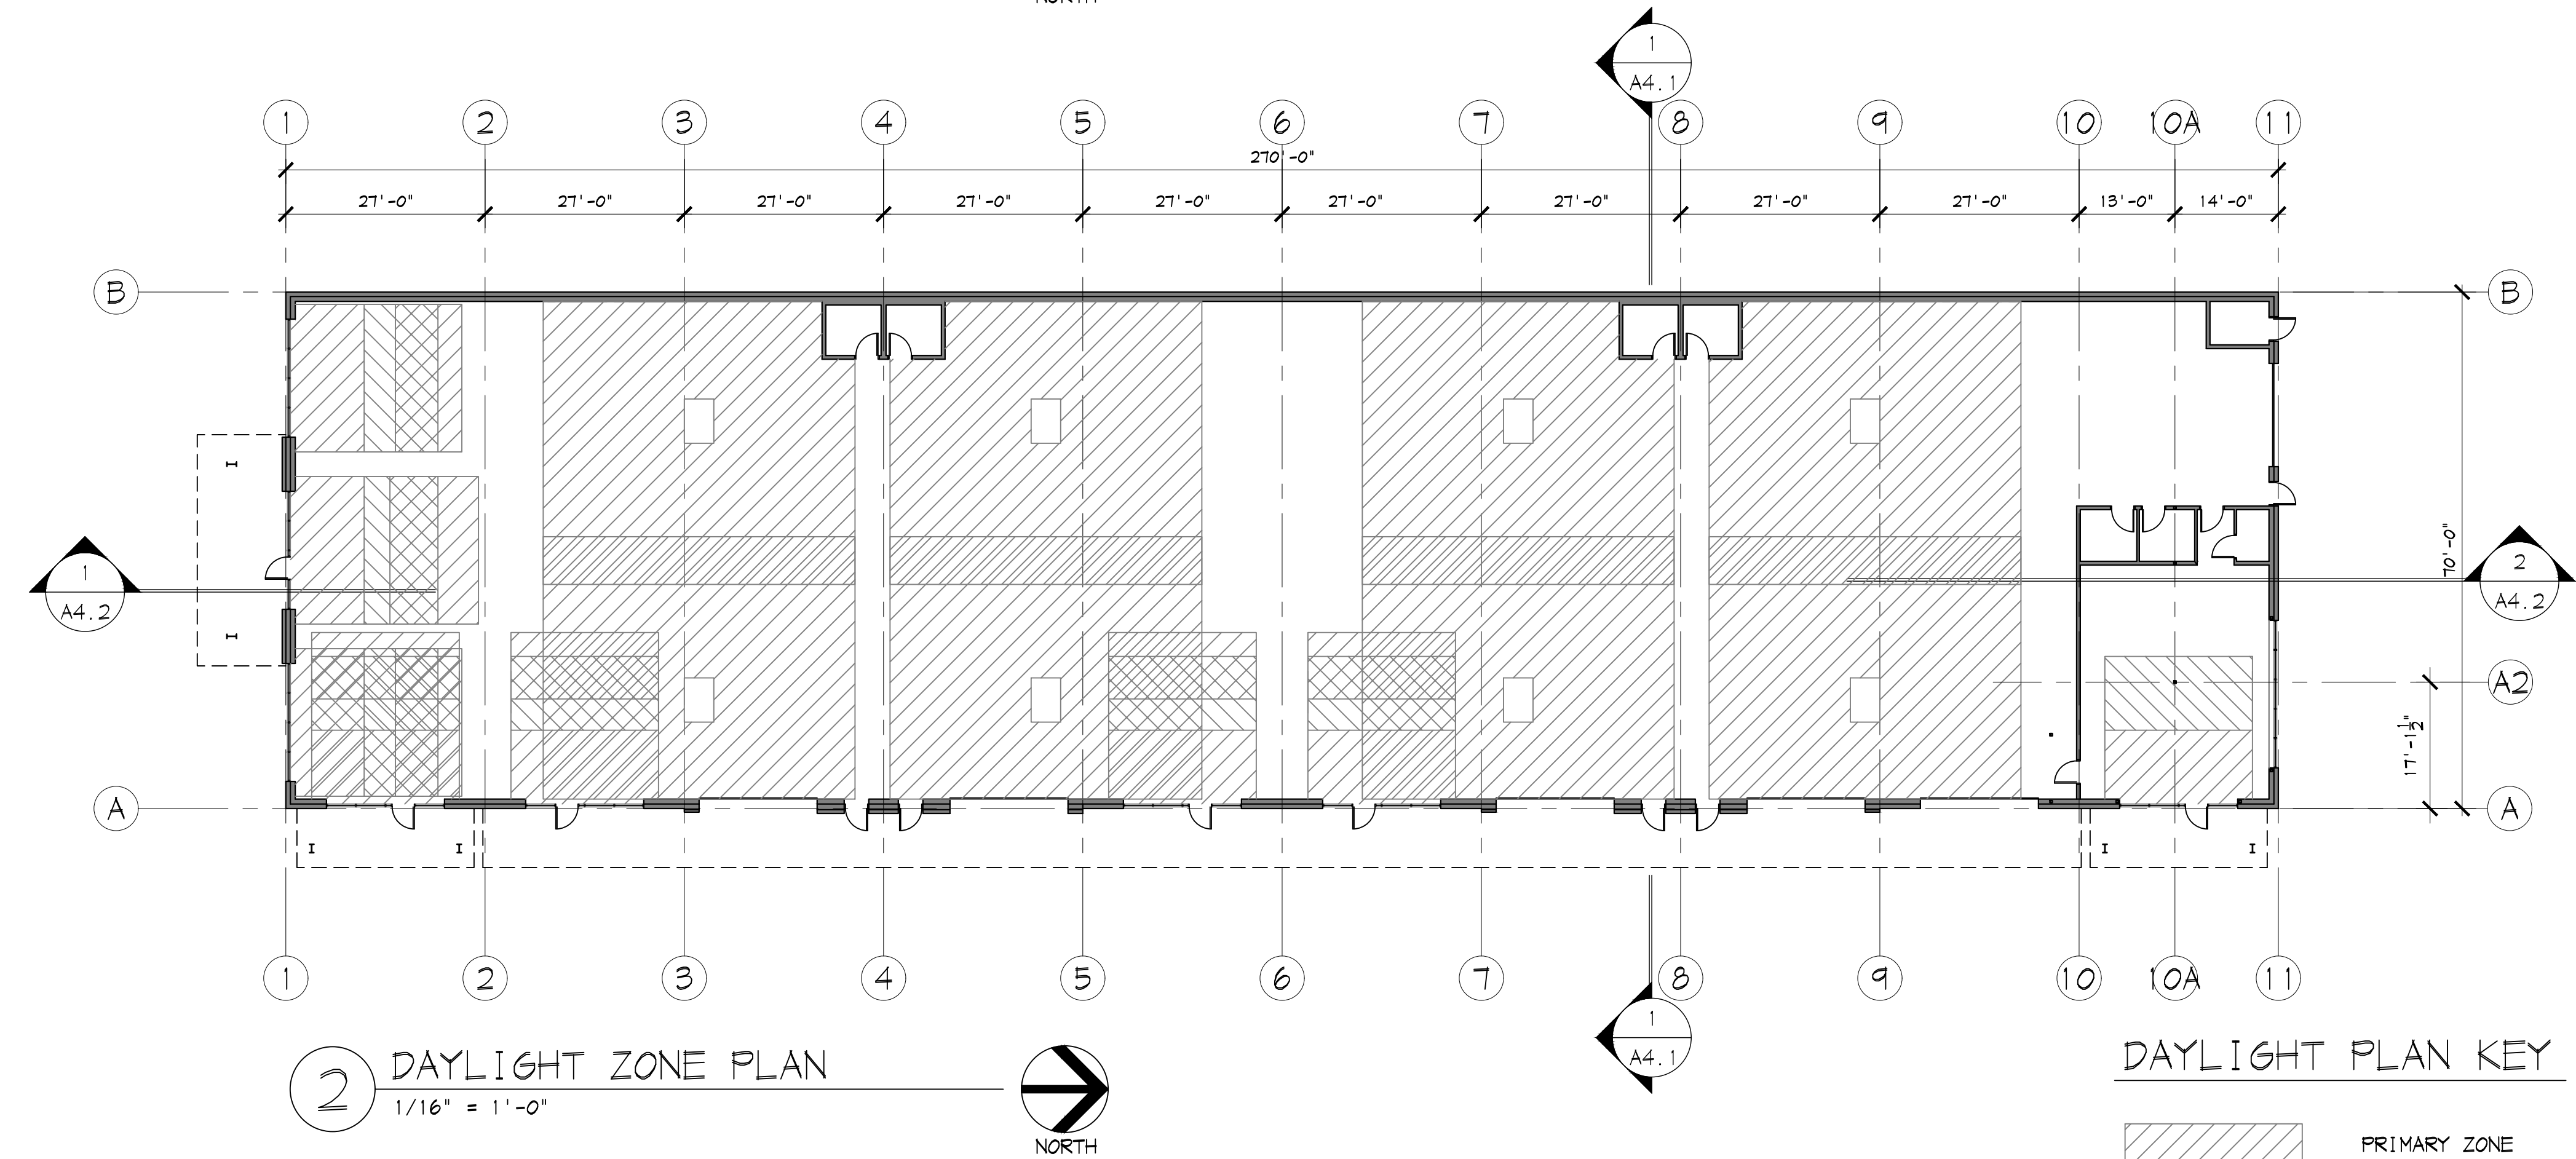 NORTH
1
A4.1
1 2 3 4 5 6 7 8 9 10 10A 11
270'-0"
27'-0" 27'-0" 27'-0" 27'-0" 27'-0" 27'-0" 27'-0" 27'-0" 27'-0" 13'-0" 14'-0"
B B
70'-0"
1
A4.2
2
A4.2
A2
17'-1 1/2"
A A
1 2 3 4 5 6 7 8 9 10 10A 11
1
A4.1
2 DAYLIGHT ZONE PLAN
1/16" = 1'-0"
NORTH
DAYLIGHT PLAN KEY
PRIMARY ZONE